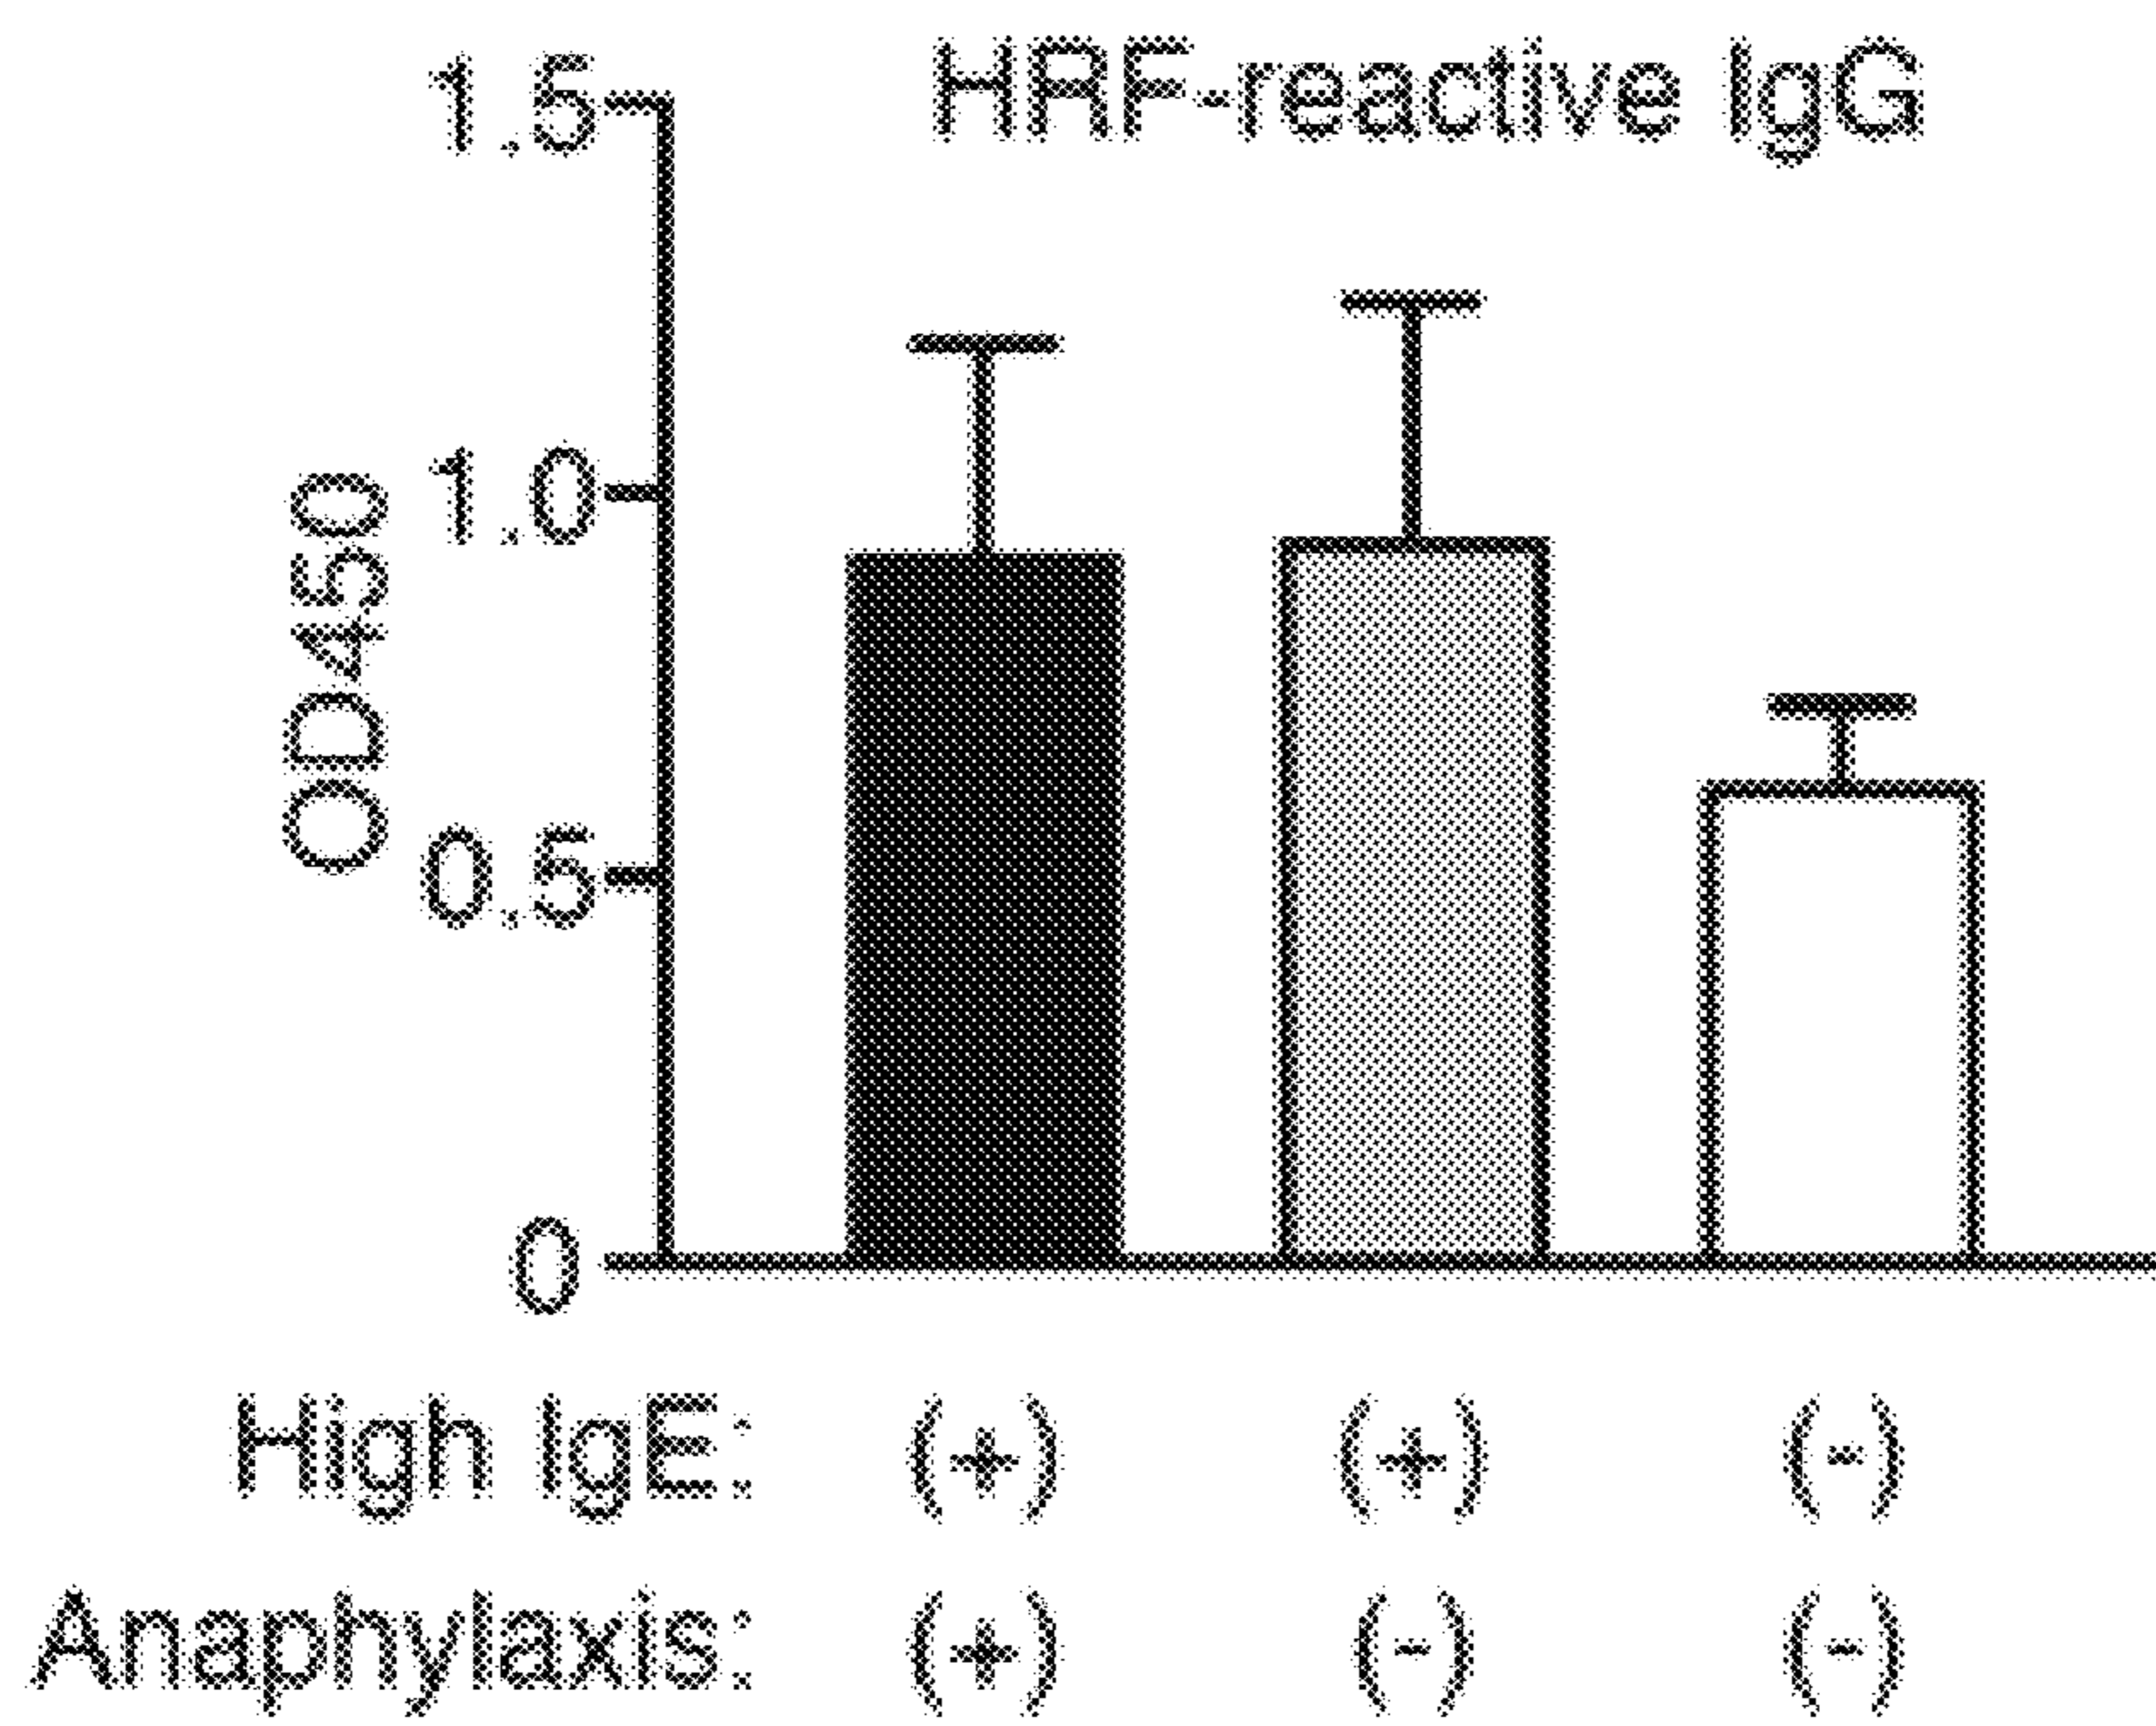 HRF-reactive IgG
1.5
1.0
0.5
0
OD450
High IgE: (+) (+) (-)
Anaphylaxis: (+) (-) (-)